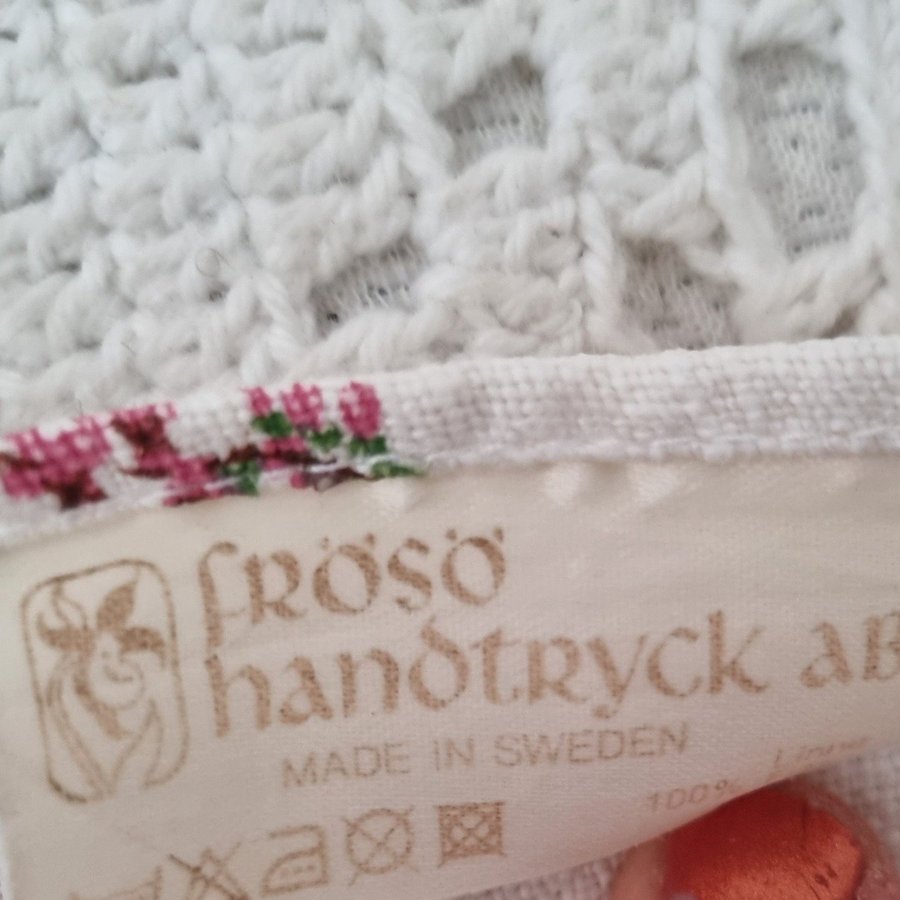 FRÖSÖ
handtryck AB
MADE IN SWEDEN
100%